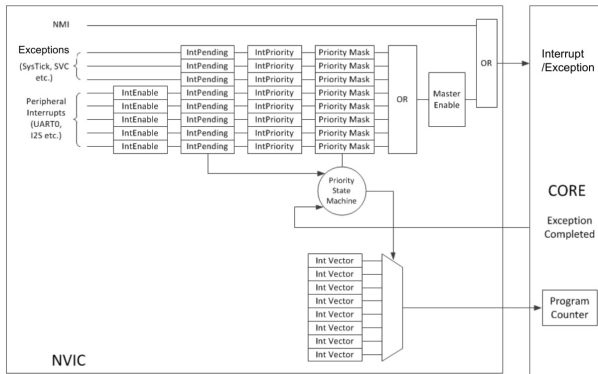 NMI
Exceptions
(SysTick, SVC
etc.)
Peripheral
Interrupts
(UART0,
I2S etc.)
IntPending IntPriority Priority Mask
IntPending IntPriority Priority Mask
IntPending IntPriority Priority Mask
IntEnable IntPending IntPriority Priority Mask
IntEnable IntPending IntPriority Priority Mask
IntEnable IntPending IntPriority Priority Mask
IntEnable IntPending IntPriority Priority Mask
IntEnable IntPending IntPriority Priority Mask
OR
Master
Enable
OR
Interrupt
/Exception
Priority
State
Machine
CORE
Exception
Completed
Int Vector
Int Vector
Int Vector
Int Vector
Int Vector
Int Vector
Int Vector
Int Vector
Program
Counter
NVIC